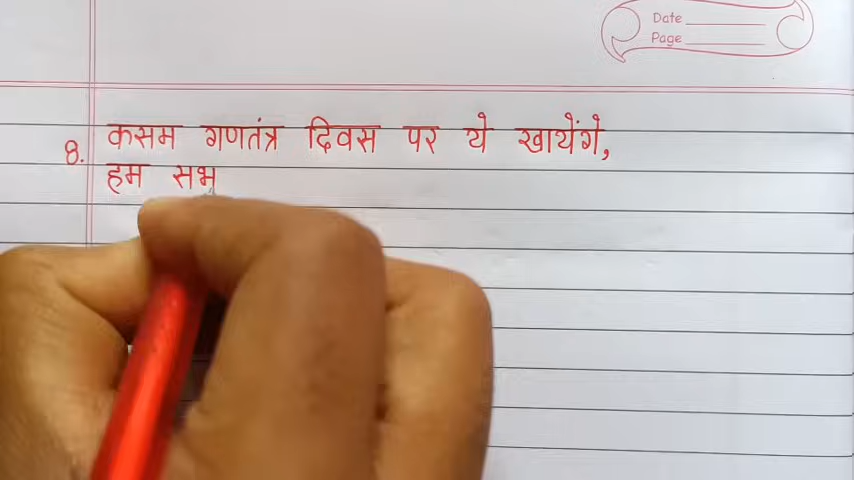 Date
Page
8. कसम गणतंत्र दिवस पर ये खायेंगे,
हम सभ